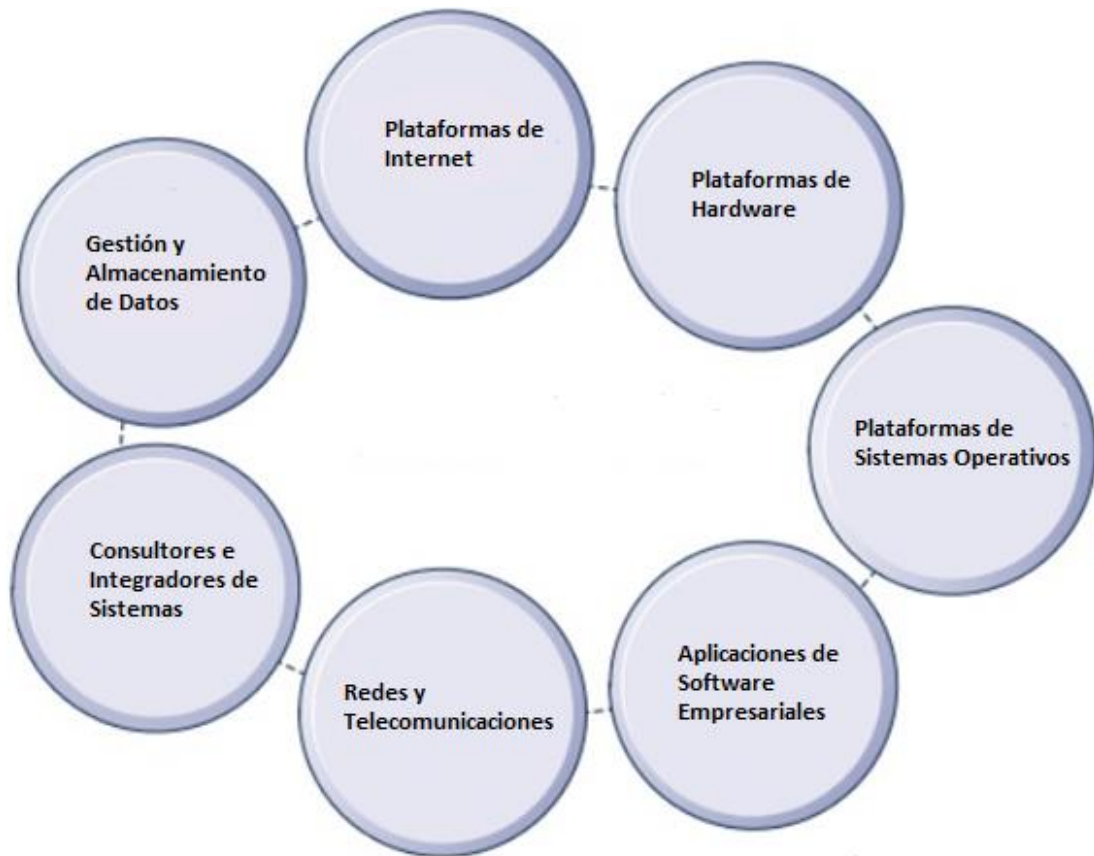 Plataformas de
Internet
Plataformas de
Hardware
Gestión y
Almacenamiento
de Datos
Plataformas de
Sistemas Operativos
Consultores e
Integradores de
Sistemas
Aplicaciones de
Software
Empresariales
Redes y
Telecomunicaciones